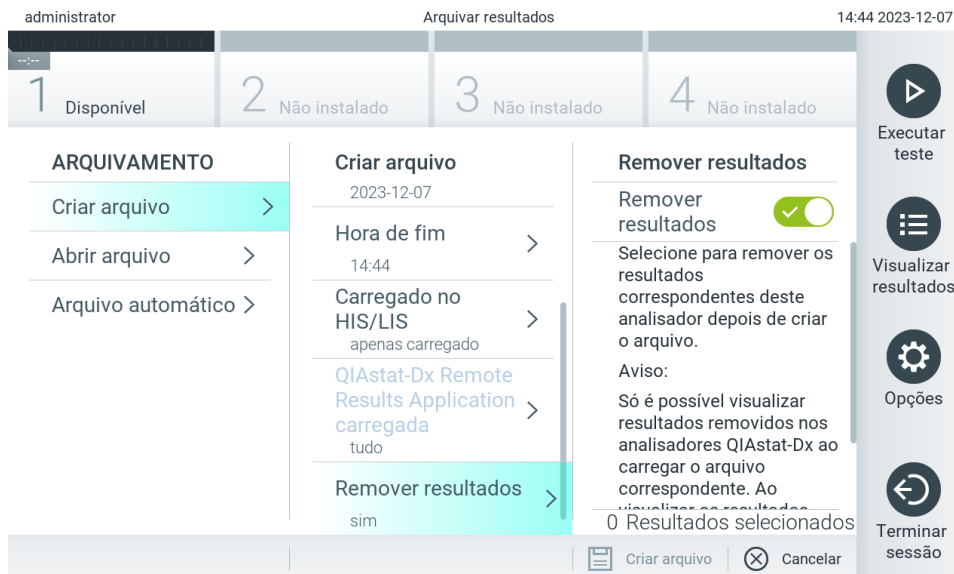 administrator
Arquivar resultados
14:44 2023-12-07
--:--
1 Disponível
2 Não instalado
3 Não instalado
4 Não instalado
ARQUIVAMENTO
Criar arquivo
Abrir arquivo
Arquivo automático
Criar arquivo
2023-12-07
Hora de fim
14:44
Carregado no
HIS/LIS
apenas carregado
QIAstat-Dx Remote
Results Application
carregada
tudo
Remover resultados
sim
Remover resultados
Remover
resultados
Selecione para remover os
resultados
correspondentes deste
analisador depois de criar
o arquivo.
Aviso:
Só é possível visualizar
resultados removidos nos
analisadores QIAstat-Dx ao
carregar o arquivo
correspondente. Ao
visualizar os resultados
0 Resultados selecionados
Criar arquivo
Cancelar
Executar
teste
Visualizar
resultados
Opções
Terminar
sessão